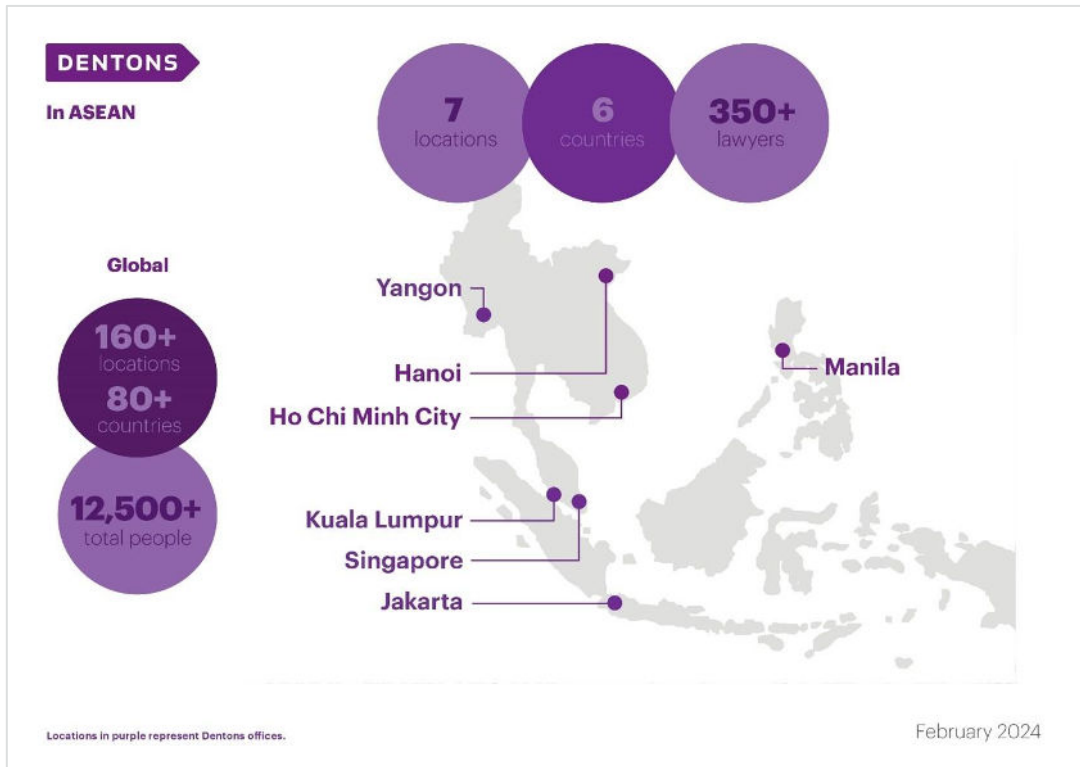 DENTONS
In ASEAN
7
locations
6
countries
350+
lawyers
Global
160+
locations
80+
countries
12,500+
total people
Yangon
Hanoi
Ho Chi Minh City
Manila
Kuala Lumpur
Singapore
Jakarta
Locations in purple represent Dentons offices.
February 2024